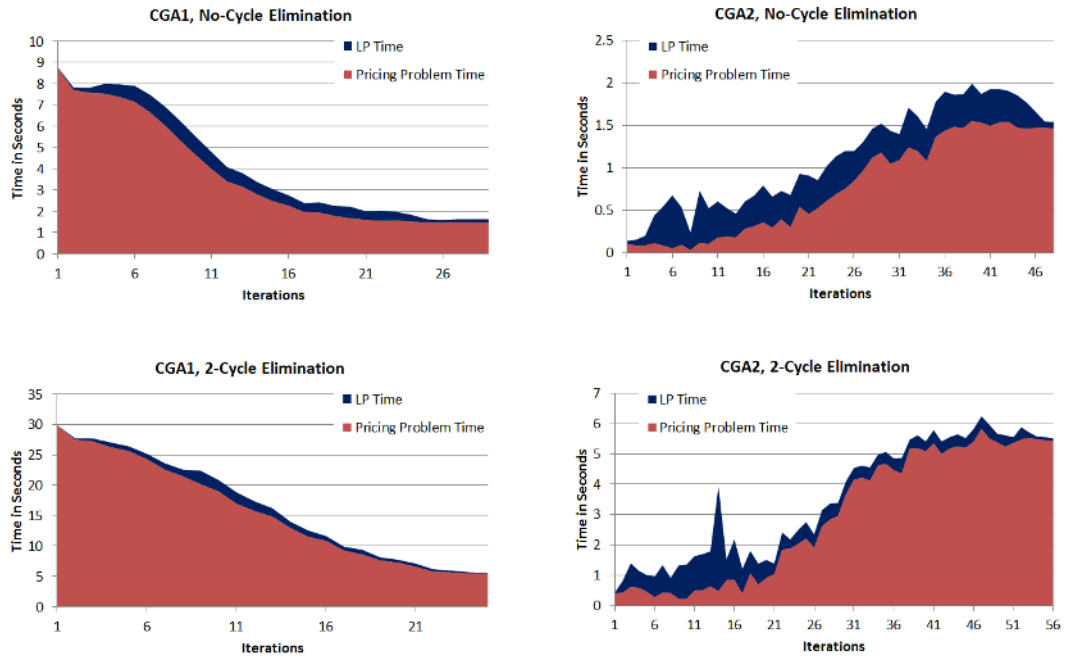 CGA1, No-Cycle Elimination
LP Time
Pricing Problem Time
Time in Seconds
10
9
8
7
6
5
4
3
2
1
0
1 6 11 16 21 26
Iterations
CGA2, No-Cycle Elimination
LP Time
Pricing Problem Time
Time in Seconds
2.5
2
1.5
1
0.5
0
1 6 11 16 21 26 31 36 41 46
Iterations
CGA1, 2-Cycle Elimination
LP Time
Pricing Problem Time
Time in Seconds
35
30
25
20
15
10
5
0
1 6 11 16 21
Iterations
CGA2, 2-Cycle Elimination
LP Time
Pricing Problem Time
Time in Seconds
7
6
5
4
3
2
1
0
1 6 11 16 21 26 31 36 41 46 51 56
Iterations